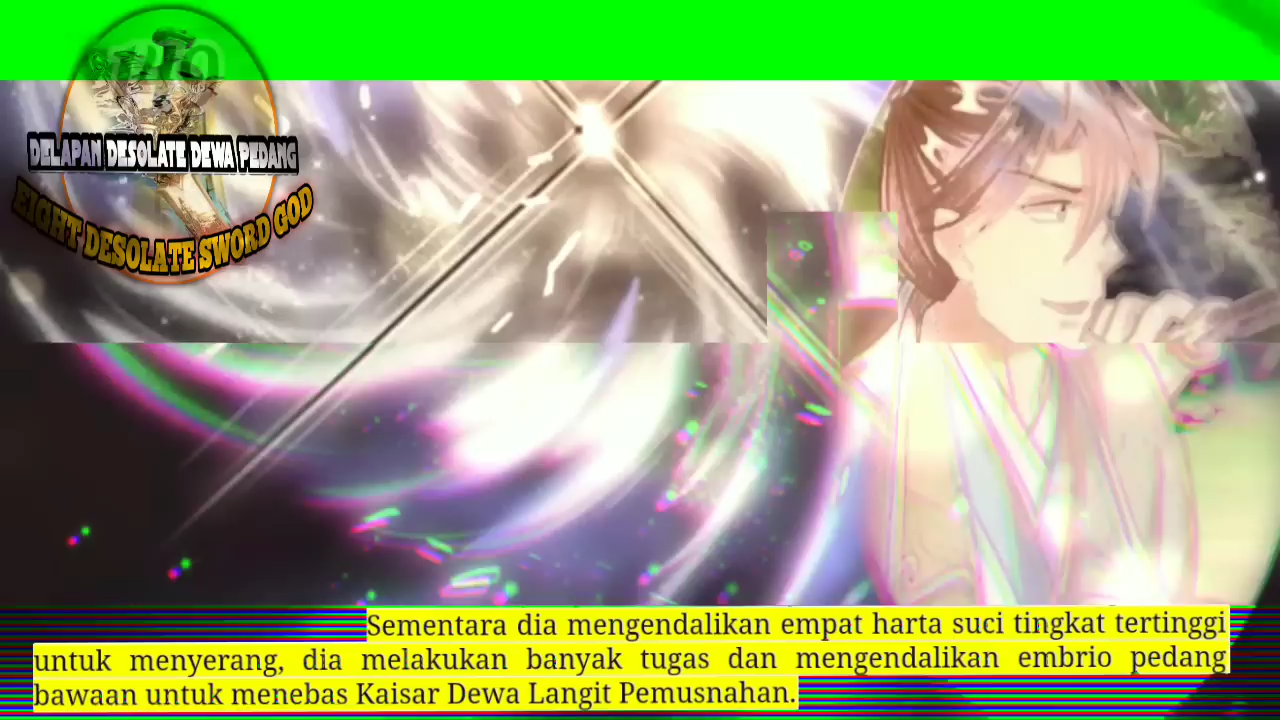 DELAPAN DESOLATE DEWA PEDANG
EIGHT DESOLATE SWORD GOD
Sementara dia mengendalikan empat harta suci tingkat tertinggi
untuk menyerang, dia melakukan banyak tugas dan mengendalikan embrio pedang
bawaan untuk menebas Kaisar Dewa Langit Pemusnahan.